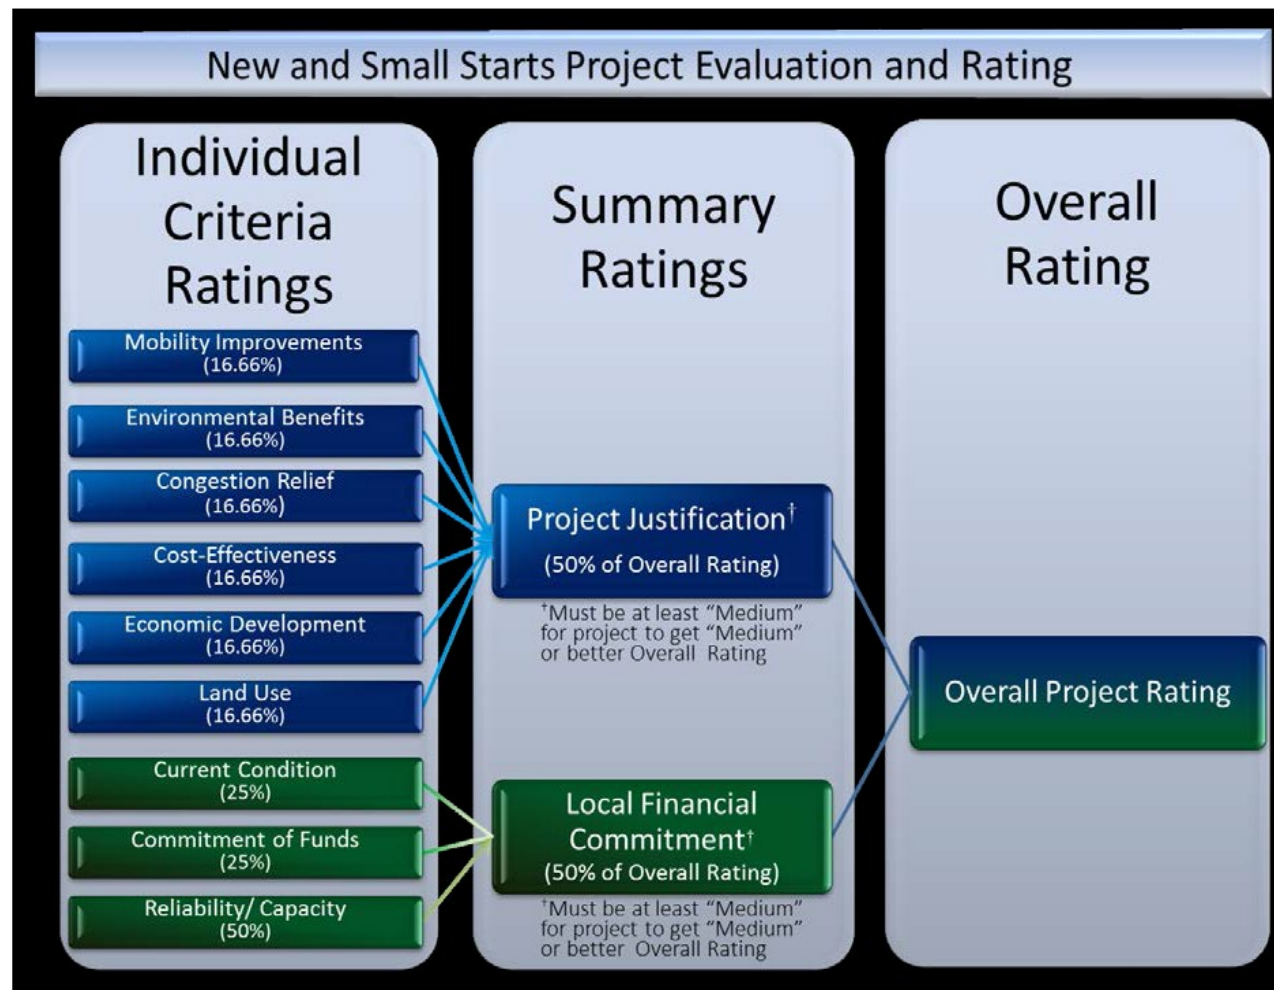 New and Small Starts Project Evaluation and Rating
Individual
Criteria
Ratings
Mobility Improvements
(16.66%)
Environmental Benefits
(16.66%)
Congestion Relief
(16.66%)
Cost-Effectiveness
(16.66%)
Economic Development
(16.66%)
Land Use
(16.66%)
Current Condition
(25%)
Commitment of Funds
(25%)
Reliability/ Capacity
(50%)
Summary
Ratings
Project Justification†
(50% of Overall Rating)
†Must be at least “Medium”
for project to get “Medium”
or better Overall Rating
Local Financial
Commitment†
(50% of Overall Rating)
†Must be at least “Medium”
for project to get “Medium”
or better Overall Rating
Overall
Rating
Overall Project Rating